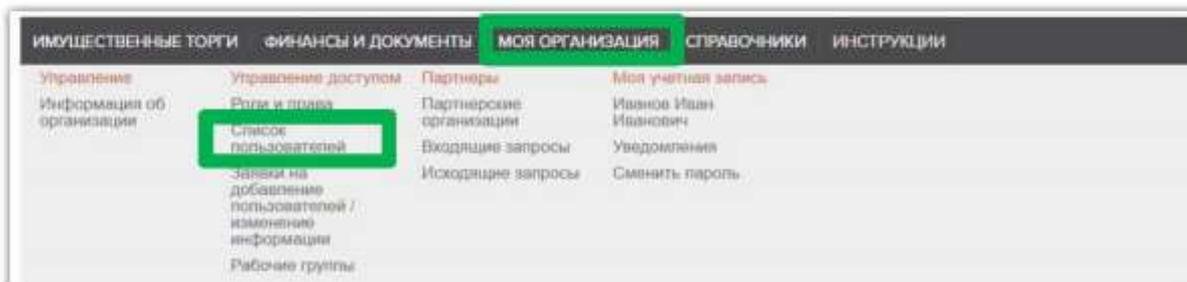 ИМУЩЕСТВЕННЫЕ ТОРГИ ФИНАНСЫ И ДОКУМЕНТЫ МОЯ ОРГАНИЗАЦИЯ СПРАВОЧНИКИ ИНСТРУКЦИИ
Управление
Информация об
организации
Управление доступом
Роли и права
Список
пользователей
Заявки на
добавление
пользователей /
изменение
информации
Рабочие группы
Партнеры
Партнерские
организации
Входящие запросы
Исходящие запросы
Моя учетная запись
Иванов Иван
Иванович
Уведомления
Сменить пароль